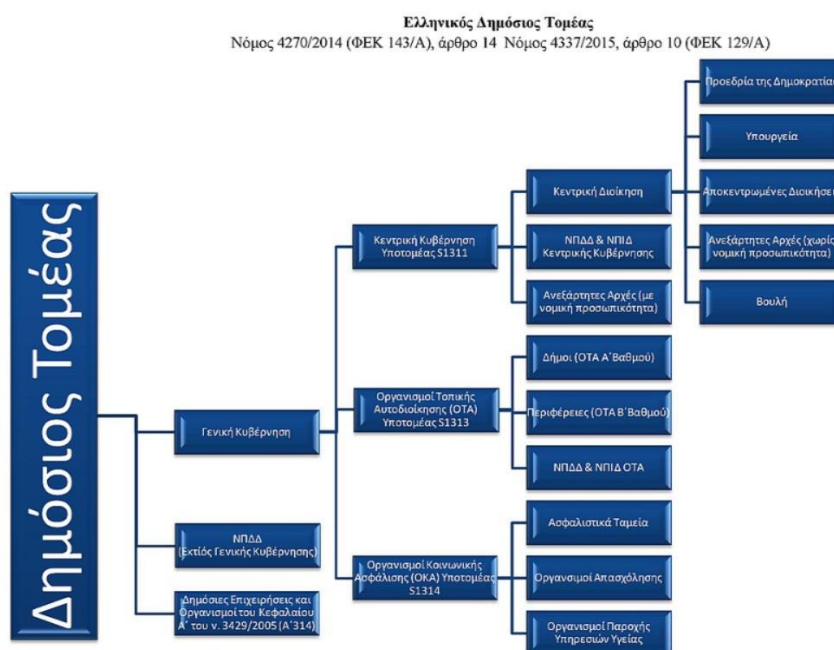 Ελληνικός Δημόσιος Τομέας
Νόμος 4270/2014 (ΦΕΚ 143/Α), άρθρο 14 Νόμος 4337/2015, άρθρο 10 (ΦΕΚ 129/Α)
Δημόσιος Τομέας
Γενική Κυβέρνηση
ΝΠΔΔ
(Εκτίός Γενικής Κυβέρνησης)
Δημόσιες Επιχειρήσεις και
Οργανισμοί του Κεφαλαίου
Α΄ του ν. 3429/2005 (Α΄314)
Κεντρική Κυβέρνηση
Υποτομέας S1311
Οργανισμοί Τοπικής
Αυτοδιοίκησης (ΟΤΑ)
Υποτομέας S1313
Οργανισμοί Κοινωνικής
Ασφάλισης (ΟΚΑ) Υποτομέας
S1314
Κεντρική Διοίκηση
ΝΠΔΔ & ΝΠΙΔ
Κεντρικής Κυβέρνησης
Ανεξάρτητες Αρχές (με
νομική προσωπικότητα)
Δήμοι (ΟΤΑ Α΄Βαθμού)
Περιφέρειες (ΟΤΑ Β΄Βαθμού)
ΝΠΔΔ & ΝΠΙΔ ΟΤΑ
Ασφαλιστικά Ταμεία
Οργανσιμοί Απασχόλησης
Οργανισμοί Παροχής
Υπηρεσιών Υγείας
Προεδρία της Δημοκρατίας
Υπουργεία
Αποκεντρωμένες Διοικήσει
Ανεξάρτητες Αρχές (χωρίς
νομική προσωπικότητα)
Βουλή